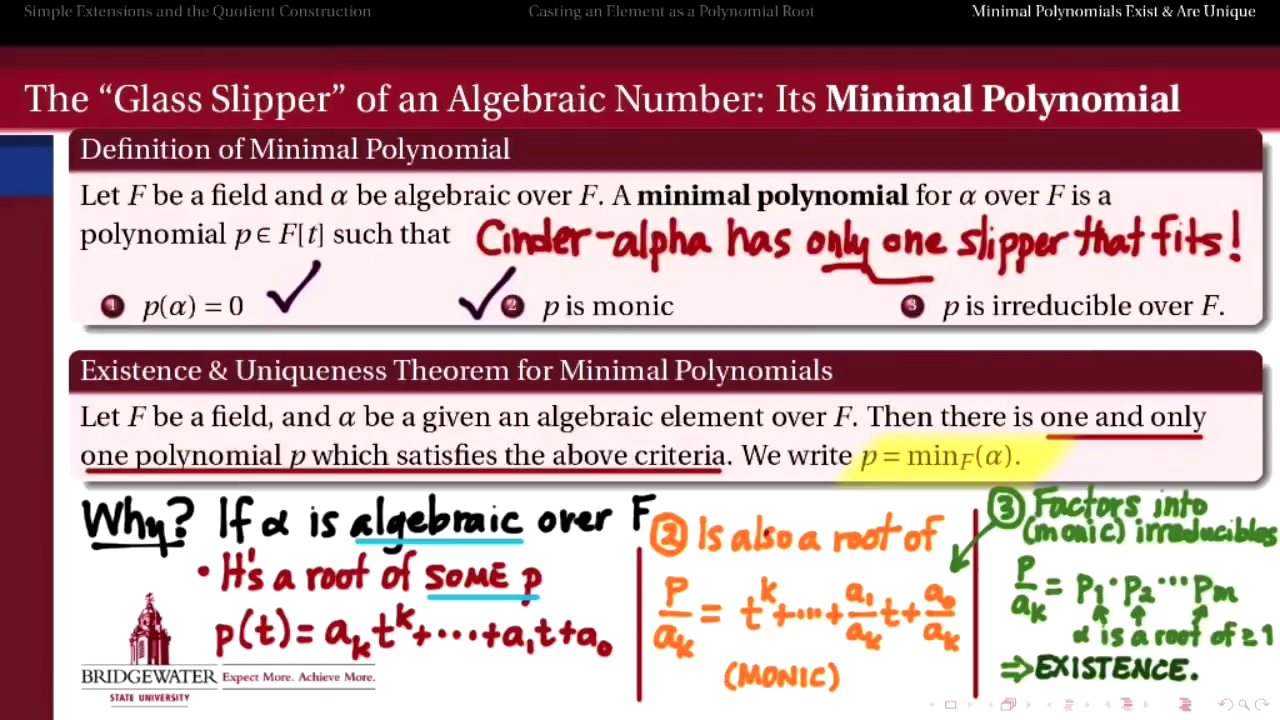 Simple Extensions and the Quotient Construction Casting an Element as a Polynomial Root Minimal Polynomials Exist & Are Unique
The “Glass Slipper” of an Algebraic Number: Its Minimal Polynomial
Definition of Minimal Polynomial
Let F be a field and α be algebraic over F. A minimal polynomial for α over F is a
polynomial p ∈ F[t] such that
Cinder-alpha has only one slipper that fits!
1 p(α) = 0 ✓ ✓ 2 p is monic 3 p is irreducible over F.
Existence & Uniqueness Theorem for Minimal Polynomials
Let F be a field, and α be a given an algebraic element over F. Then there is one and only
one polynomial p which satisfies the above criteria. We write p = min_F(α).
Why? If α is algebraic over F
• It's a root of SOME p
p(t) = a_k t^k + ⋯ + a_1 t + a_0
② Is also a root of
p/a_k = t^k + ⋯ + a_1/a_k t + a_0/a_k
(MONIC)
③ Factors into
(monic) irreducibles
p/a_k = p_1 · p_2 ⋯ p_m
α is a root of ≥ 1
⇒ EXISTENCE.
BRIDGEWATER
STATE UNIVERSITY
Expect More. Achieve More.